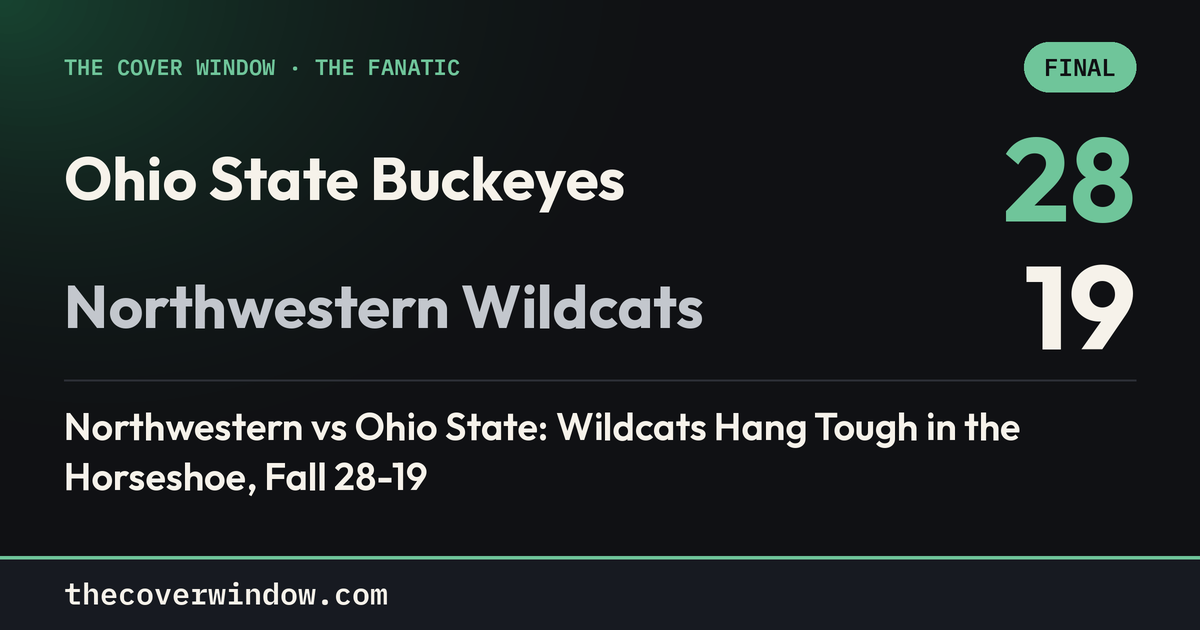 THE COVER WINDOW · THE FANATIC
FINAL
Ohio State Buckeyes
28
Northwestern Wildcats
19
Northwestern vs Ohio State: Wildcats Hang Tough in the
Horseshoe, Fall 28-19
thecoverwindow.com